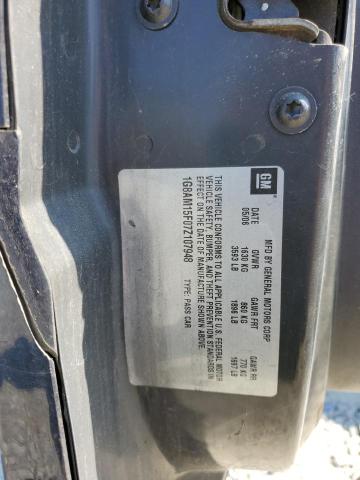 GM
MFD BY GENERAL MOTORS CORP
DATE GVWR GAWR FRT GAWR RR
05/06 1630 KG 860 KG 770 KG
3593 LB 1896 LB 1697 LB
THIS VEHICLE CONFORMS TO ALL APPLICABLE U.S. FEDERAL MOTOR
VEHICLE SAFETY, BUMPER, AND THEFT PREVENTION STANDARDS IN
EFFECT ON THE DATE OF MANUFACTURE SHOWN ABOVE.
1G8AM15F07Z107948 TYPE: PASS CAR